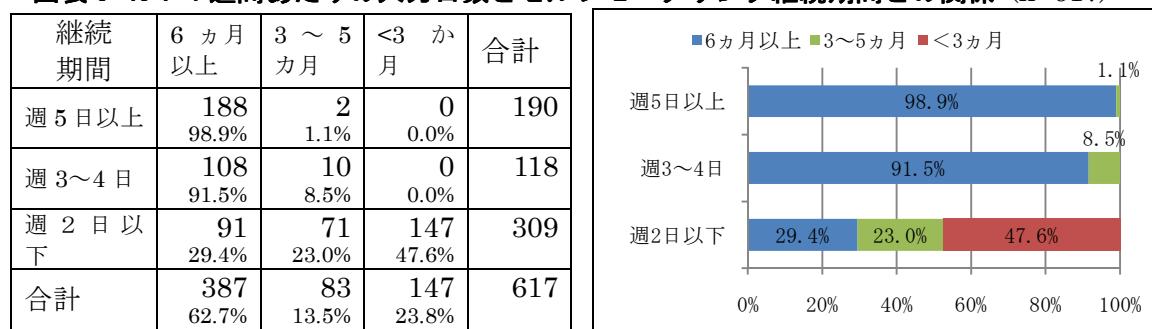 継続 6ヵ月 3～5 <3か 合計
期間 以上 カ月 月
週5日以上 188 2 0 190
98.9% 1.1% 0.0%
週3～4日 108 10 0 118
91.5% 8.5% 0.0%
週2日以 91 71 147 309
下 29.4% 23.0% 47.6%
合計 387 83 147 617
62.7% 13.5% 23.8%
■6ヵ月以上 ■3～5ヵ月 ■＜3ヵ月
1.1%
週5日以上 98.9%
8.5%
週3～4日 91.5%
週2日以下 29.4% 23.0% 47.6%
0% 20% 40% 60% 80% 100%